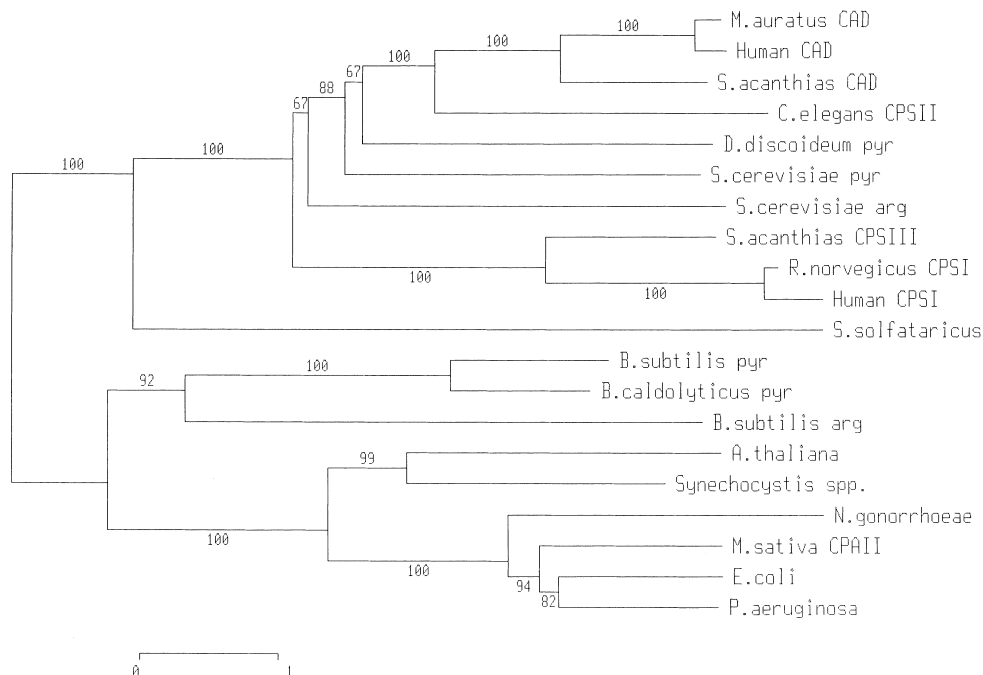 M.auratus CAD
100
Human CAD
100
100
S.acanthias CAD
67
88
C.elegans CPSII
67
D.discoideum pyr
100
100
S.cerevisiae pyr
S.cerevisiae arg
S.acanthias CPSIII
100
R.norvegicus CPSI
100
Human CPSI
S.solfataricus
B.subtilis pyr
100
92
B.caldolyticus pyr
B.subtilis arg
A.thaliana
99
Synechocystis spp.
N.gonorrhoeae
100
M.sativa CPAII
100
E.coli
94
82
P.aeruginosa
0 1